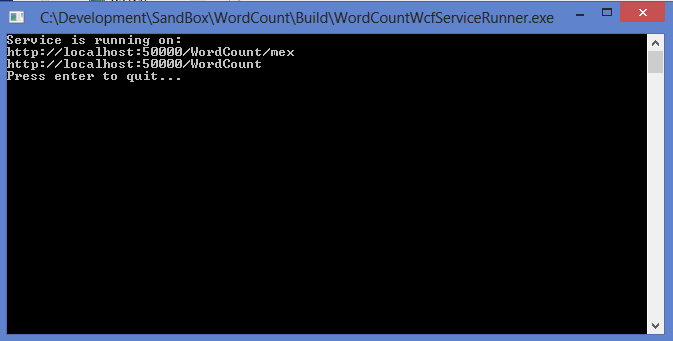 C:\Development\SandBox\WordCount\Build\WordCountWcfServiceRunner.exe
Service is running on:
http://localhost:50000/WordCount/mex
http://localhost:50000/WordCount
Press enter to quit...